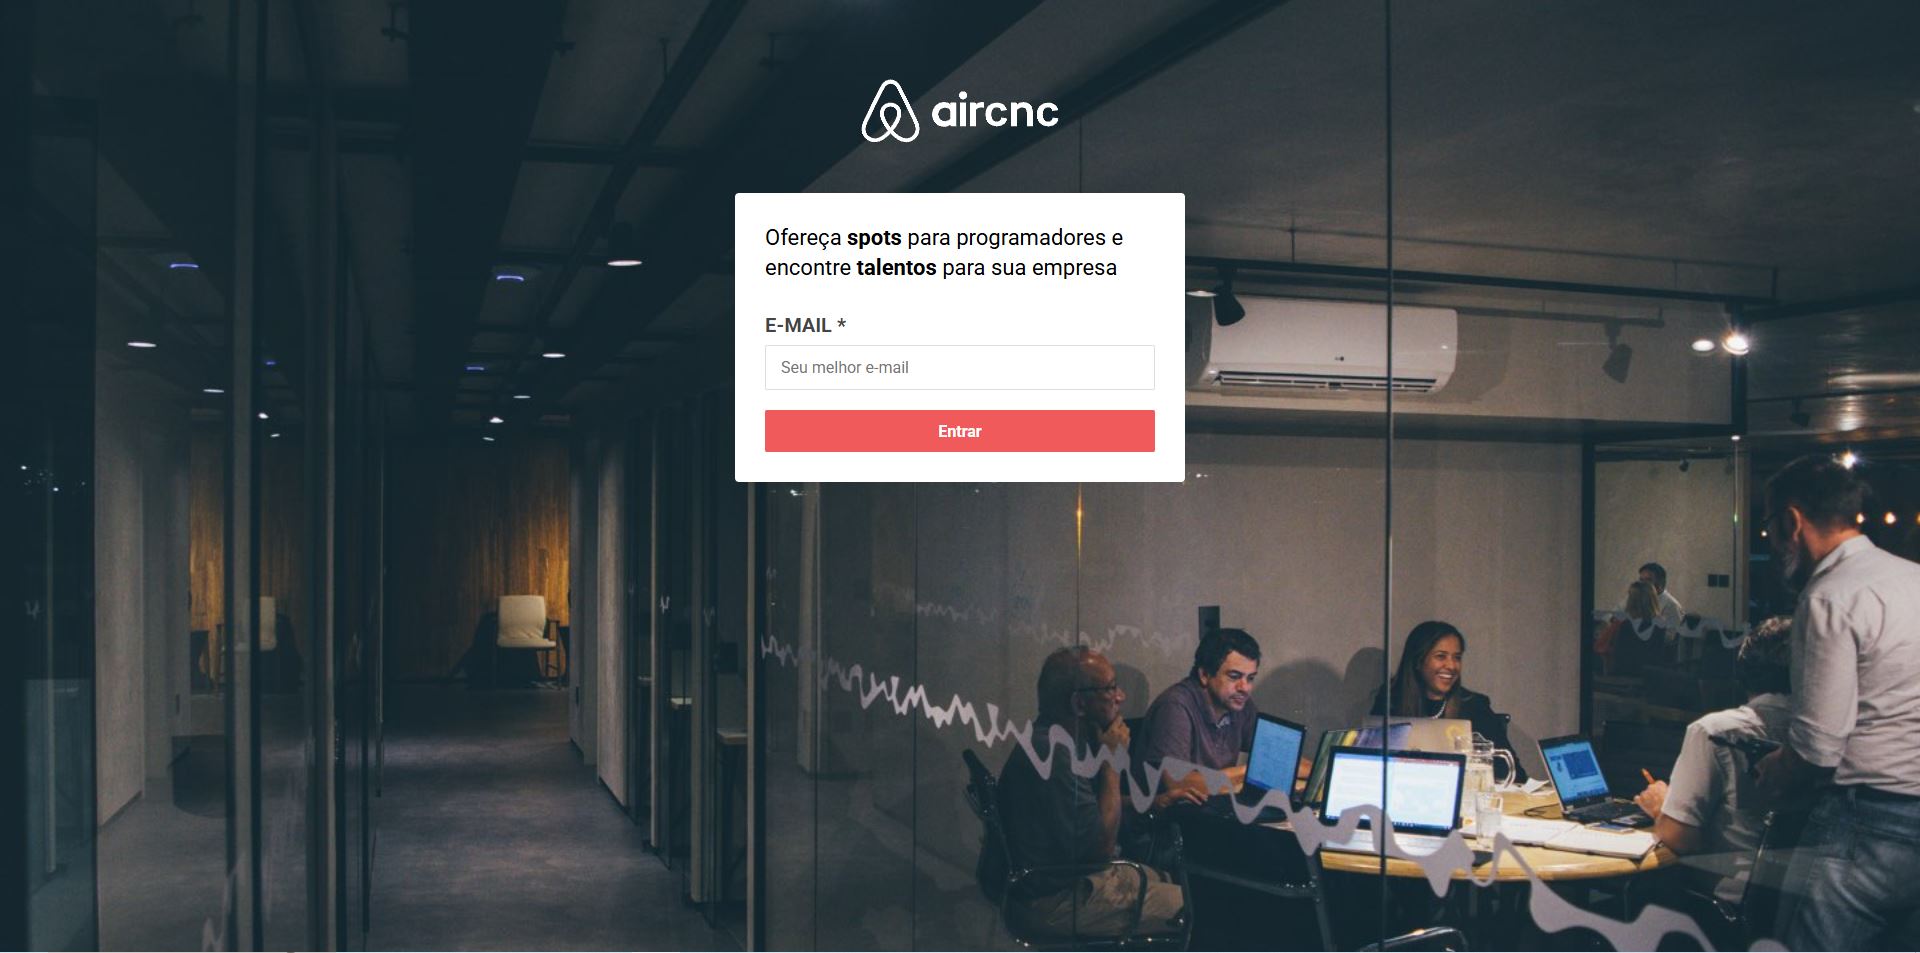 aircnc
Ofereça spots para programadores e
encontre talentos para sua empresa
E-MAIL *
Seu melhor e-mail
Entrar